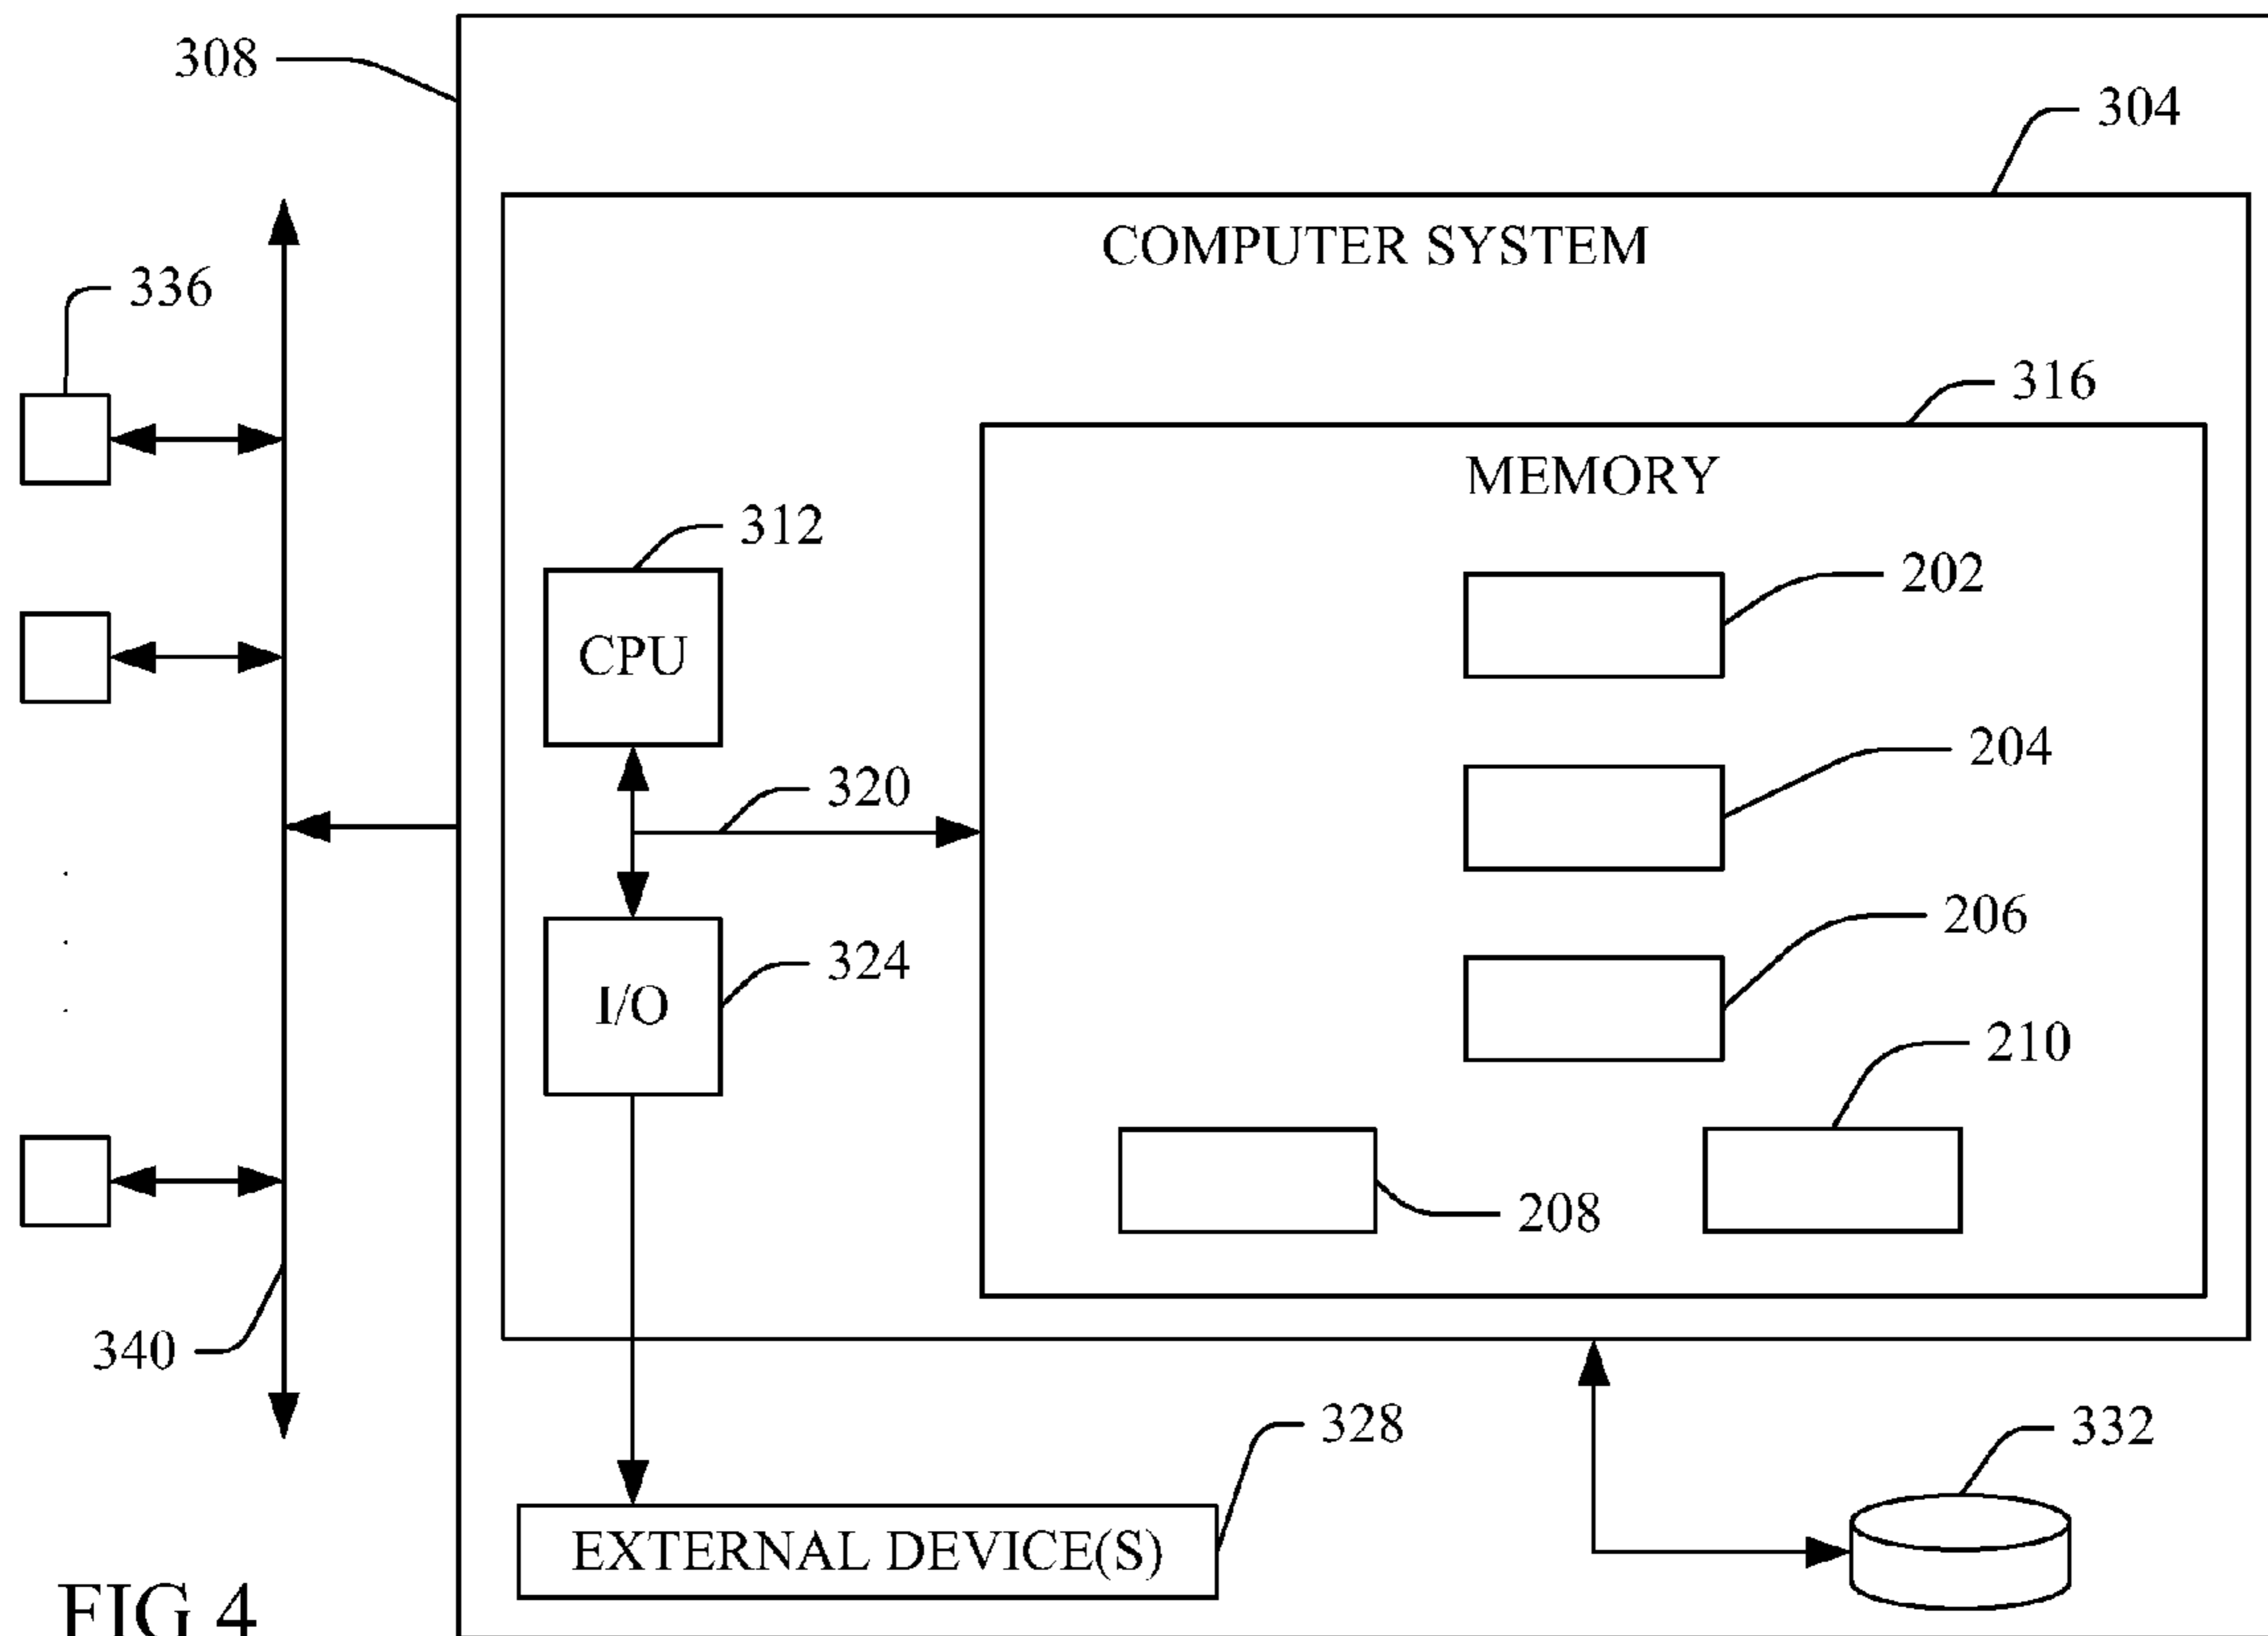 308
304
COMPUTER SYSTEM
336
316
MEMORY
312
202
CPU
204
320
206
324
I/O
210
208
340
328
332
EXTERNAL DEVICE(S)
FIG 4